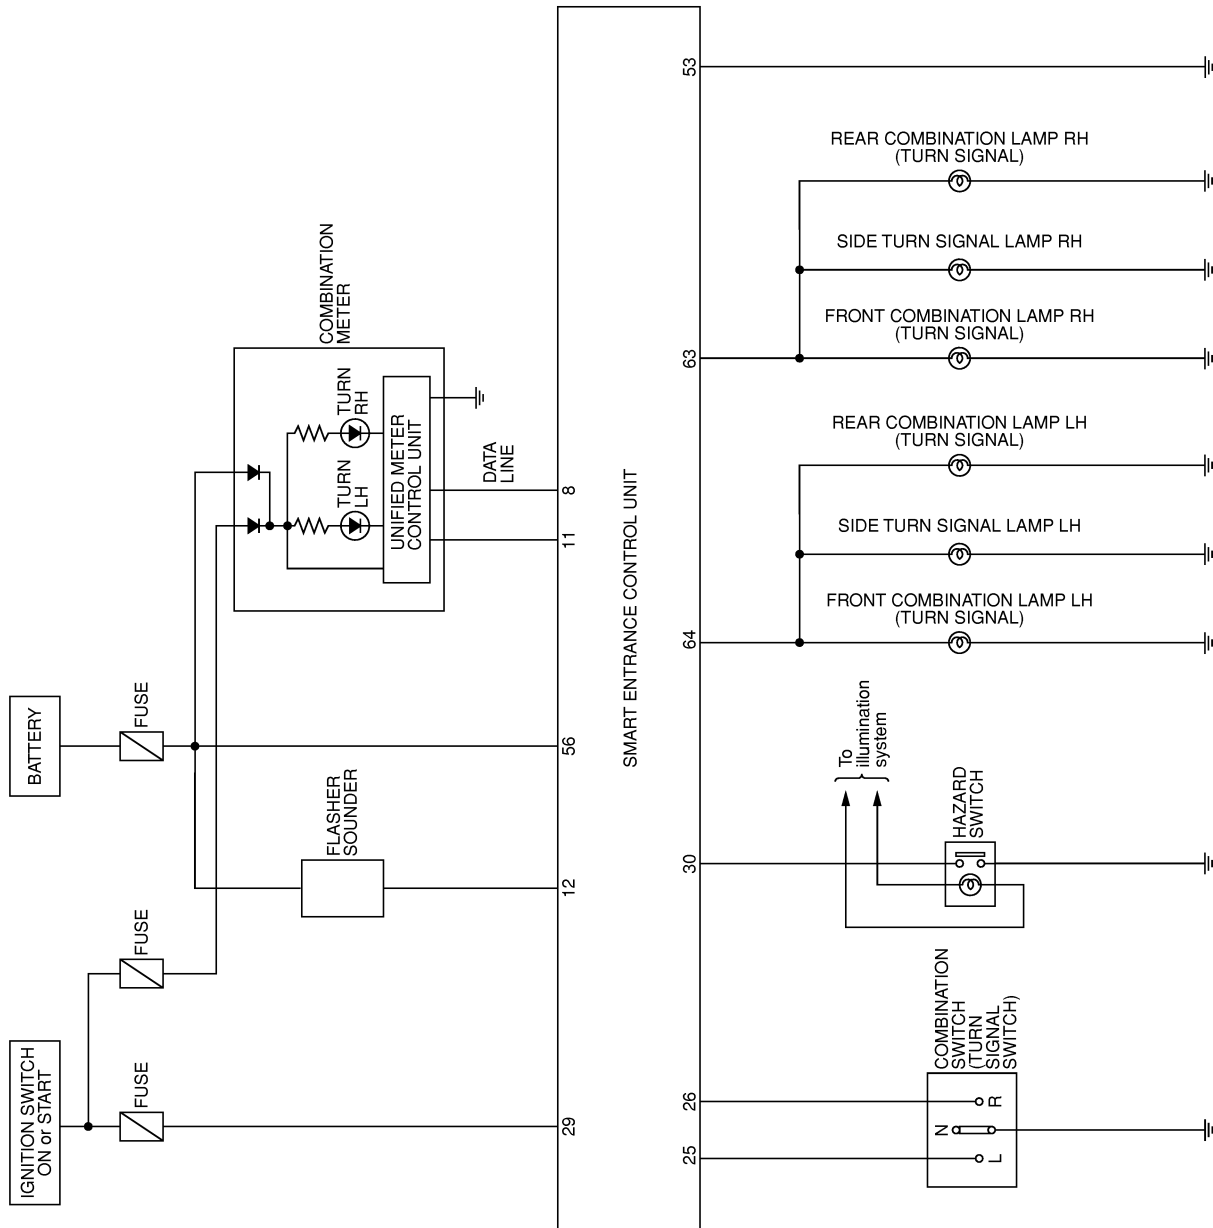 53
REAR COMBINATION LAMP RH
(TURN SIGNAL)
SIDE TURN SIGNAL LAMP RH
FRONT COMBINATION LAMP RH
(TURN SIGNAL)
63
REAR COMBINATION LAMP LH
(TURN SIGNAL)
SIDE TURN SIGNAL LAMP LH
FRONT COMBINATION LAMP LH
(TURN SIGNAL)
64
COMBINATION
METER
TURN
RH
TURN
LH
UNIFIED METER
CONTROL UNIT
DATA
LINE
8
11
SMART ENTRANCE CONTROL UNIT
BATTERY
FUSE
56
FLASHER
SOUNDER
12
To
illumination
system
HAZARD
SWITCH
30
FUSE
IGNITION SWITCH
ON or START
FUSE
29
COMBINATION
SWITCH
(TURN
SIGNAL
SWITCH)
26
25
R
N
L